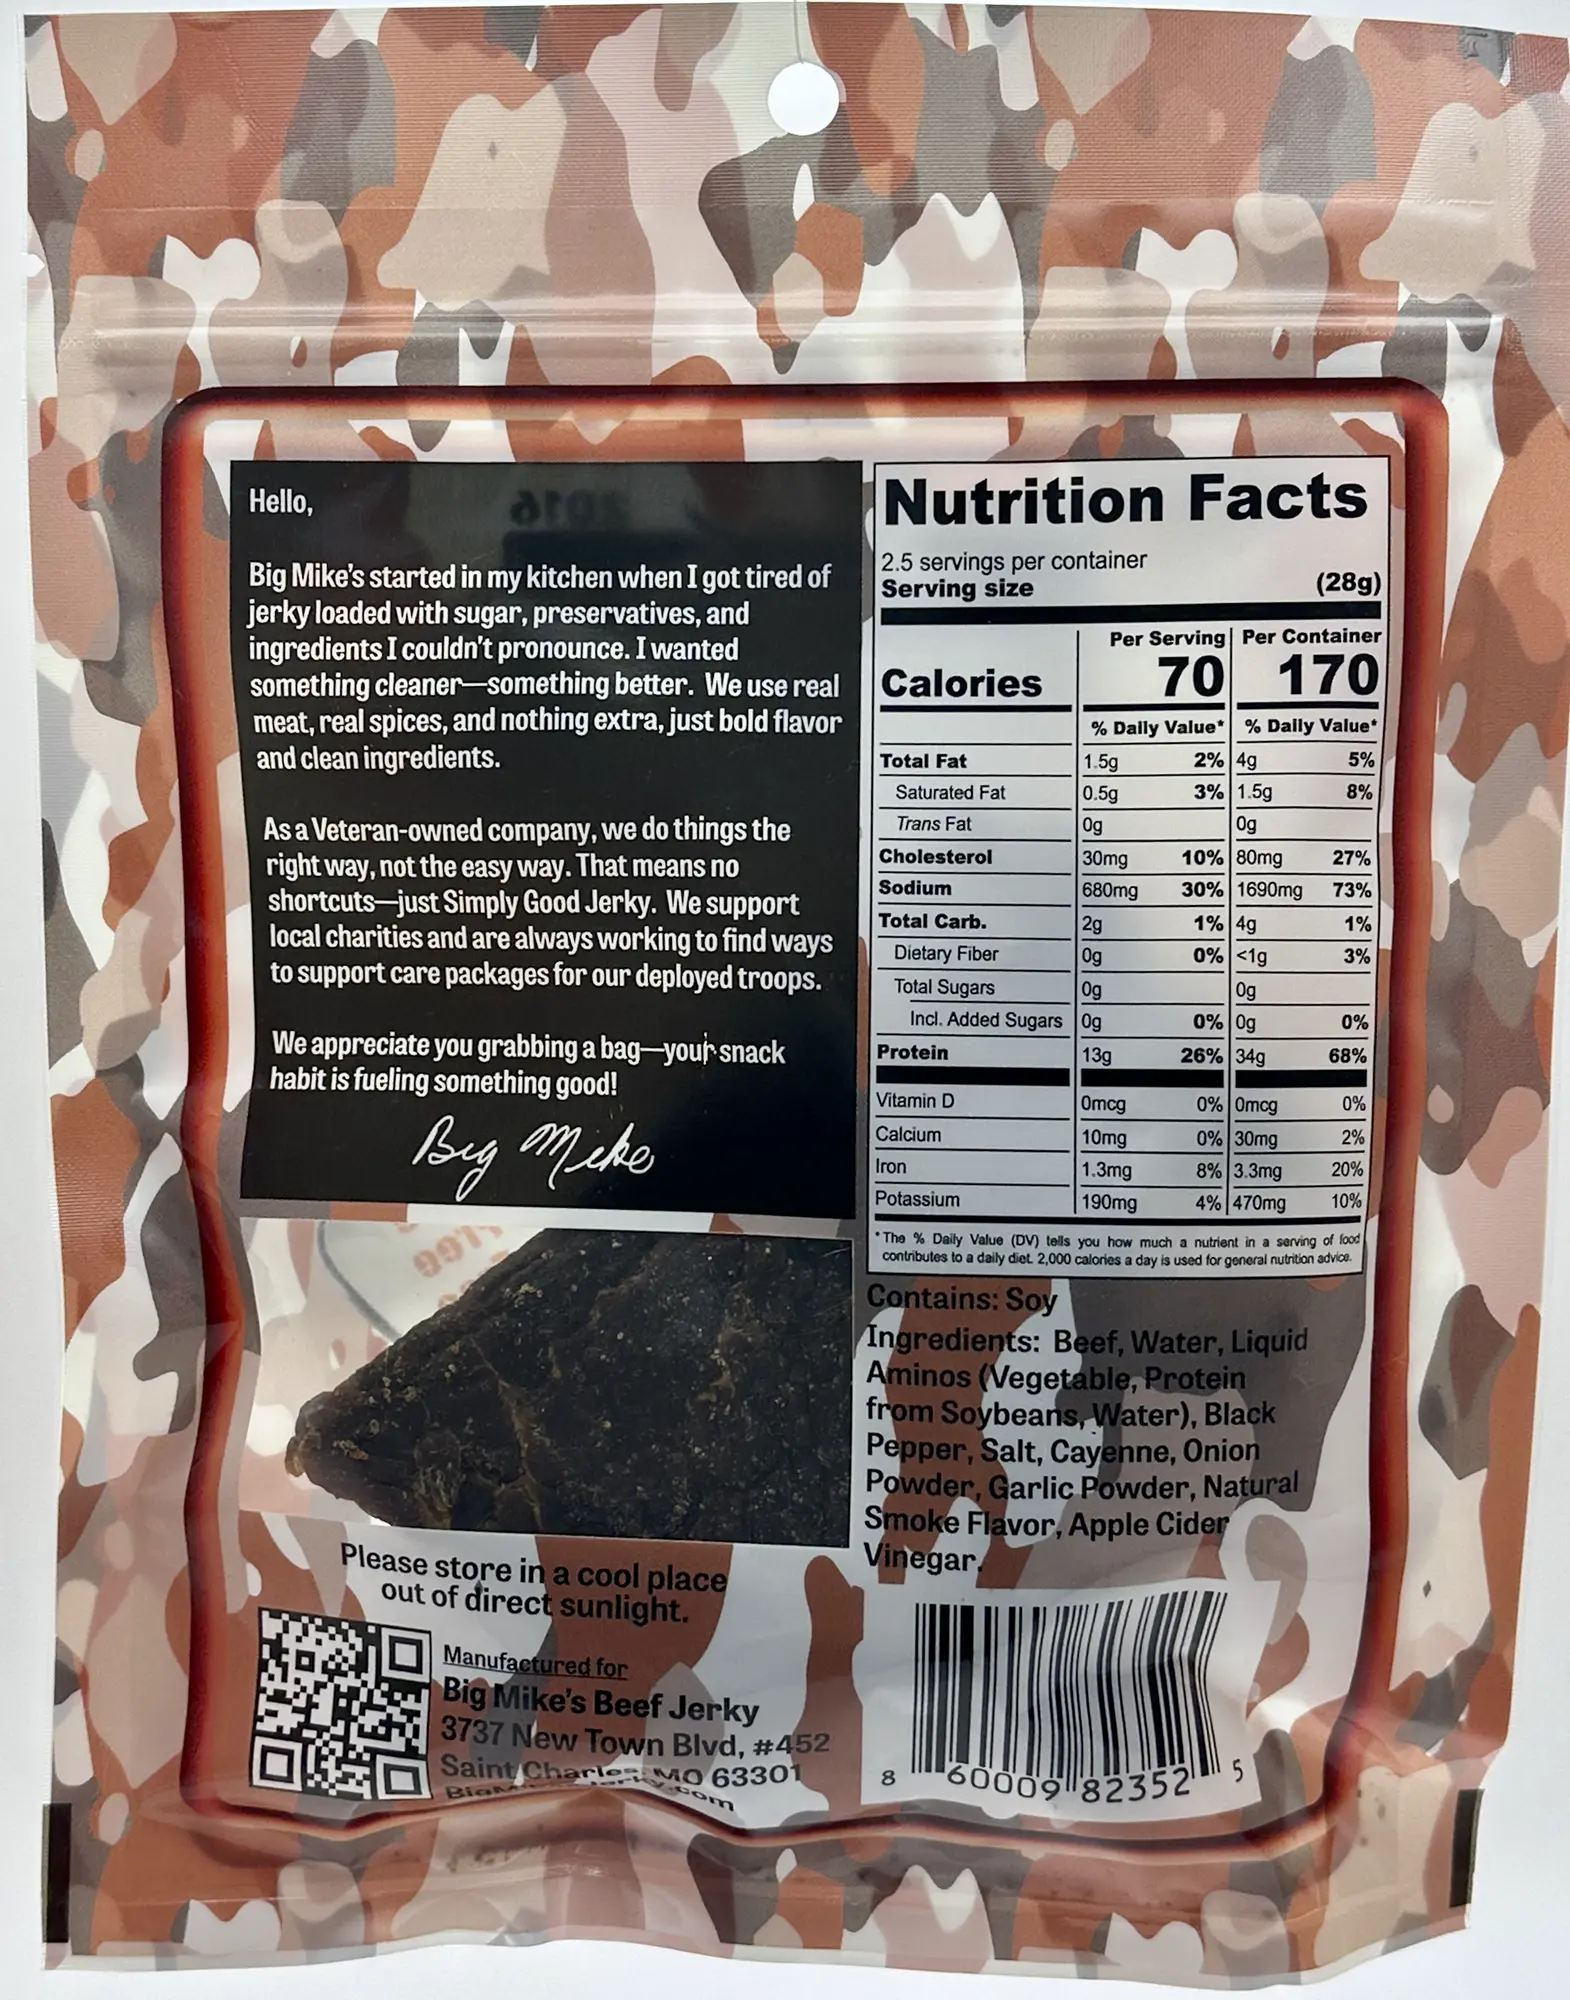 Hello,
Big Mike's started in my kitchen when I got tired of
jerky loaded with sugar, preservatives, and
ingredients I couldn't pronounce. I wanted
something cleaner—something better. We use real
meat, real spices, and nothing extra, just bold flavor
and clean ingredients.
As a Veteran-owned company, we do things the
right way, not the easy way. That means no
shortcuts—just Simply Good Jerky. We support
local charities and are always working to find ways
to support care packages for our deployed troops.
We appreciate you grabbing a bag—your snack
habit is fueling something good!
Big Mike
Please store in a cool place
out of direct sunlight.
Manufactured for
Big Mike's Beef Jerky
3737 New Town Blvd, #452
Saint Charles, MO 63301
Nutrition Facts
2.5 servings per container
Serving size (28g)
Per Serving Per Container
Calories 70 170
% Daily Value* % Daily Value*
Total Fat 1.5g 2% 4g 5%
Saturated Fat 0.5g 3% 1.5g 8%
Trans Fat 0g 0g
Cholesterol 30mg 10% 80mg 27%
Sodium 680mg 30% 1690mg 73%
Total Carb. 2g 1% 4g 1%
Dietary Fiber 0g 0% <1g 3%
Total Sugars 0g 0g
Incl. Added Sugars 0g 0% 0g 0%
Protein 13g 26% 34g 68%
Vitamin D 0mcg 0% 0mcg 0%
Calcium 10mg 0% 30mg 2%
Iron 1.3mg 8% 3.3mg 20%
Potassium 190mg 4% 470mg 10%
*The % Daily Value (DV) tells you how much a nutrient in a serving of food
contributes to a daily diet. 2,000 calories a day is used for general nutrition advice.
Contains: Soy
Ingredients: Beef, Water, Liquid
Aminos (Vegetable, Protein
from Soybeans, Water), Black
Pepper, Salt, Cayenne, Onion
Powder, Garlic Powder, Natural
Smoke Flavor, Apple Cider
Vinegar.
8 60009 82352 5